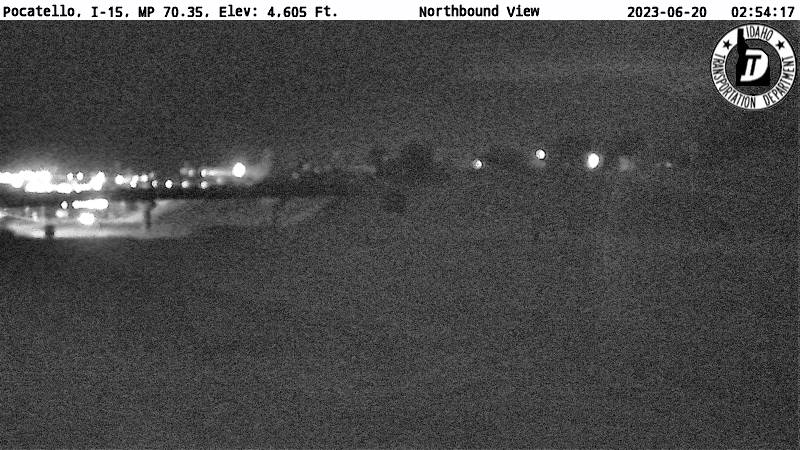 Pocatello, I-15, MP 70.35, Elev: 4,605 Ft. Northbound View 2023-06-20 02:54:17
IDAHO
TRANSPORTATION DEPARTMENT